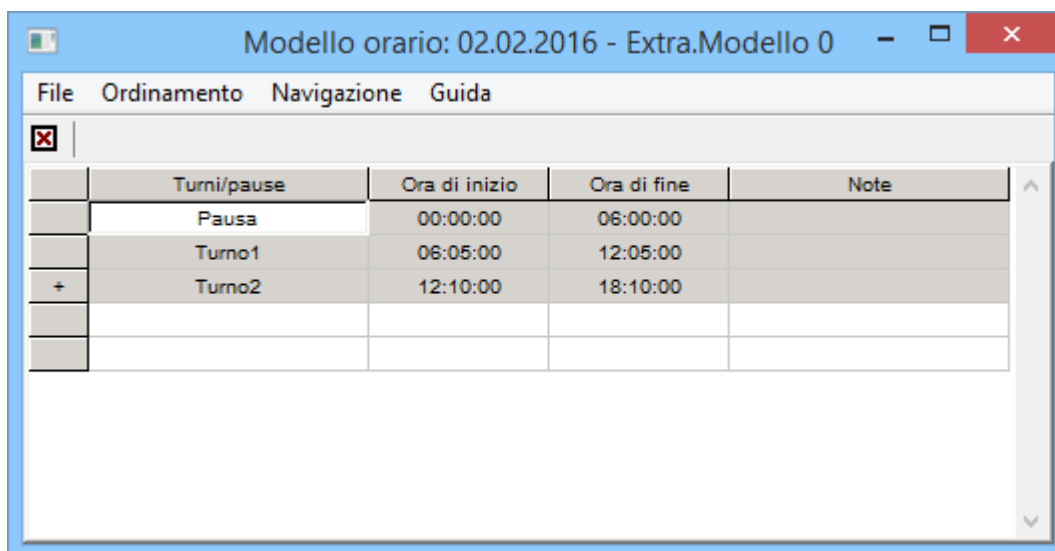 Modello orario: 02.02.2016 - Extra.Modello 0
File Ordinamento Navigazione Guida
Turni/pause Ora di inizio Ora di fine Note
Pausa 00:00:00 06:00:00
Turno1 06:05:00 12:05:00
+ Turno2 12:10:00 18:10:00